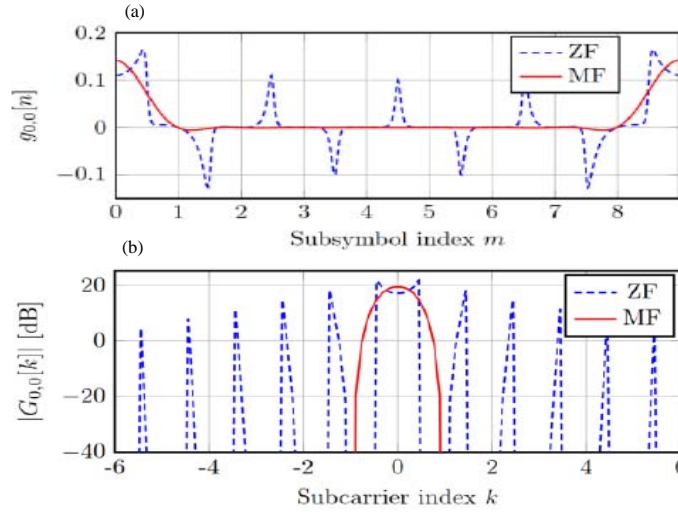 (a)
0.2
0.1
0
−0.1
g0,0[n]
ZF
MF
0 1 2 3 4 5 6 7 8 9
Subsymbol index m
(b)
20
0
−20
−40
|G0,0[k]| [dB]
ZF
MF
-6 -4 -2 0 2 4 6
Subcarrier index k